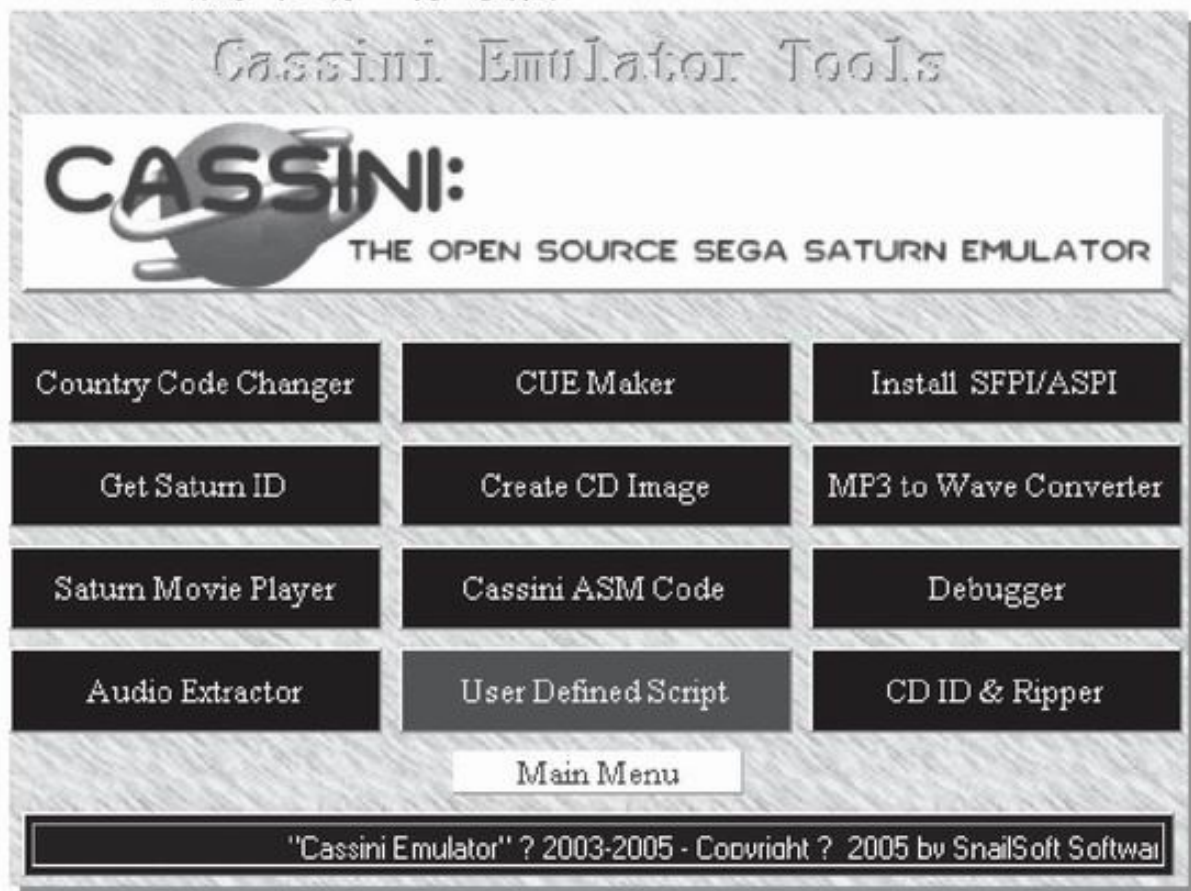 Cassini Emulator Tools
CASSINI:
THE OPEN SOURCE SEGA SATURN EMULATOR
Country Code Changer
CUE Maker
Install SFPI/ASPI
Get Saturn ID
Create CD Image
MP3 to Wave Converter
Saturn Movie Player
Cassini ASM Code
Debugger
Audio Extractor
User Defined Script
CD ID & Ripper
Main Menu
"Cassini Emulator" ? 2003-2005 - Copyright ? 2005 by SnailSoft Softwar